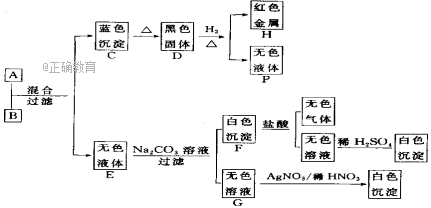 @正确教育
A
B
混合
过滤
蓝色
沉淀
C
△
黑色
固体
D
H₂
△
红色
金属
H
无色
液体
P
无色
液体
E
Na₂CO₃ 溶液
过滤
白色
沉淀
F
盐酸
无色
气体
无色
溶液
稀 H₂SO₄
白色
沉淀
无色
溶液
G
AgNO₃/稀 HNO₃
白色
沉淀